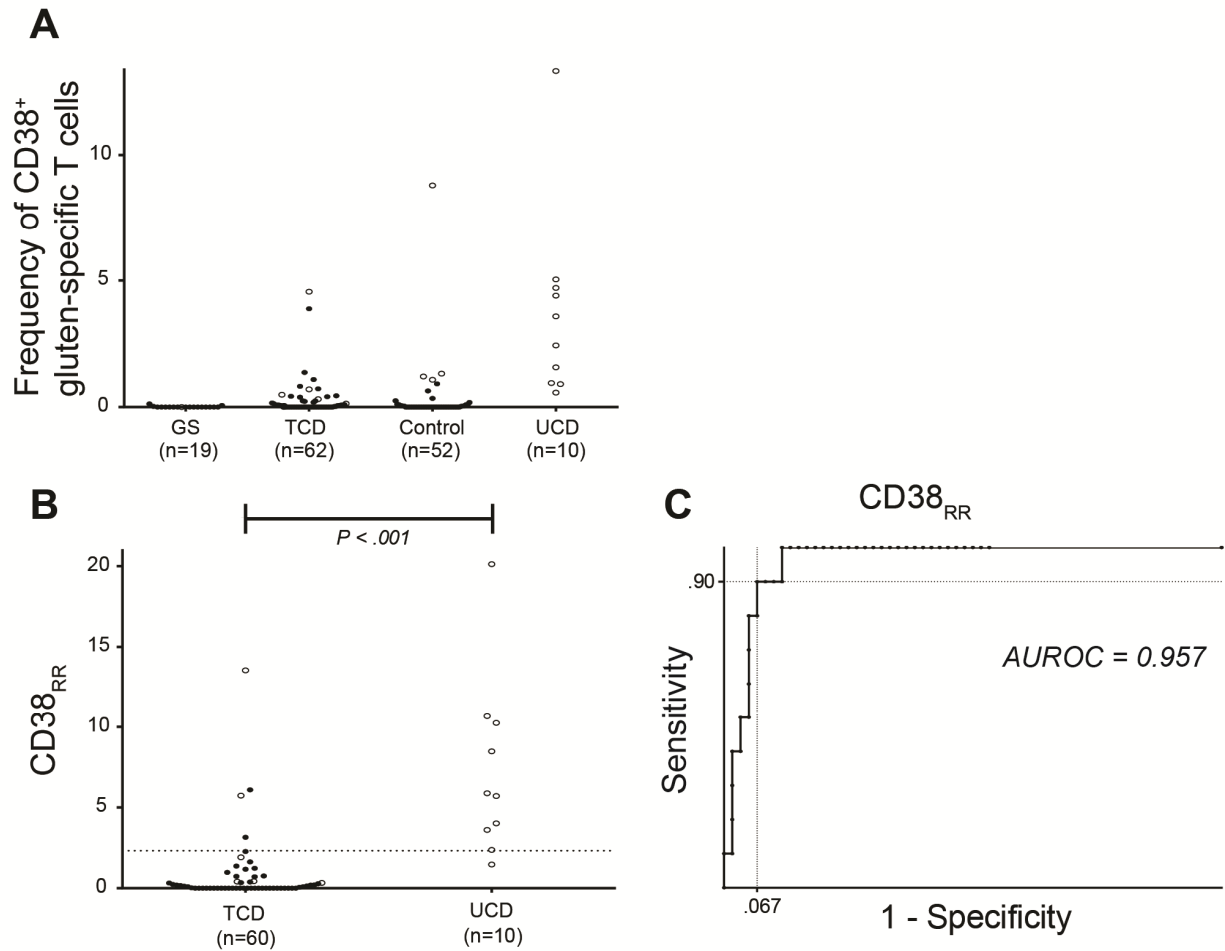 A
Frequency of CD38+
gluten-specific T cells
10
5
0
GS
(n=19)
TCD
(n=62)
Control
(n=52)
UCD
(n=10)
B
P < .001
CD38RR
20
15
10
5
0
TCD
(n=60)
UCD
(n=10)
C
CD38RR
.90
Sensitivity
AUROC = 0.957
.067
1 - Specificity